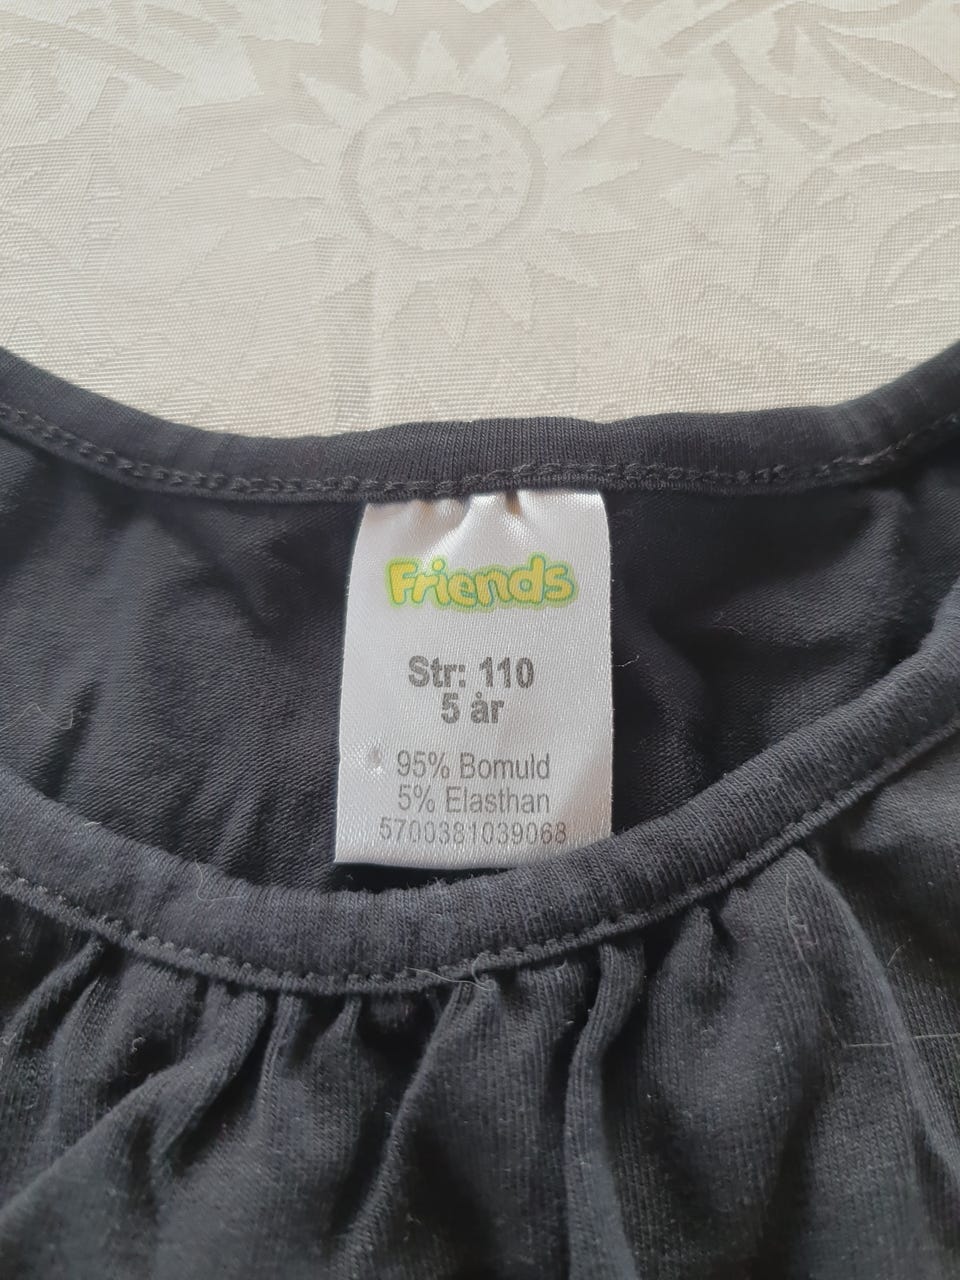 Friends
Str: 110
5 år
95% Bomuld
5% Elasthan
5700381039068